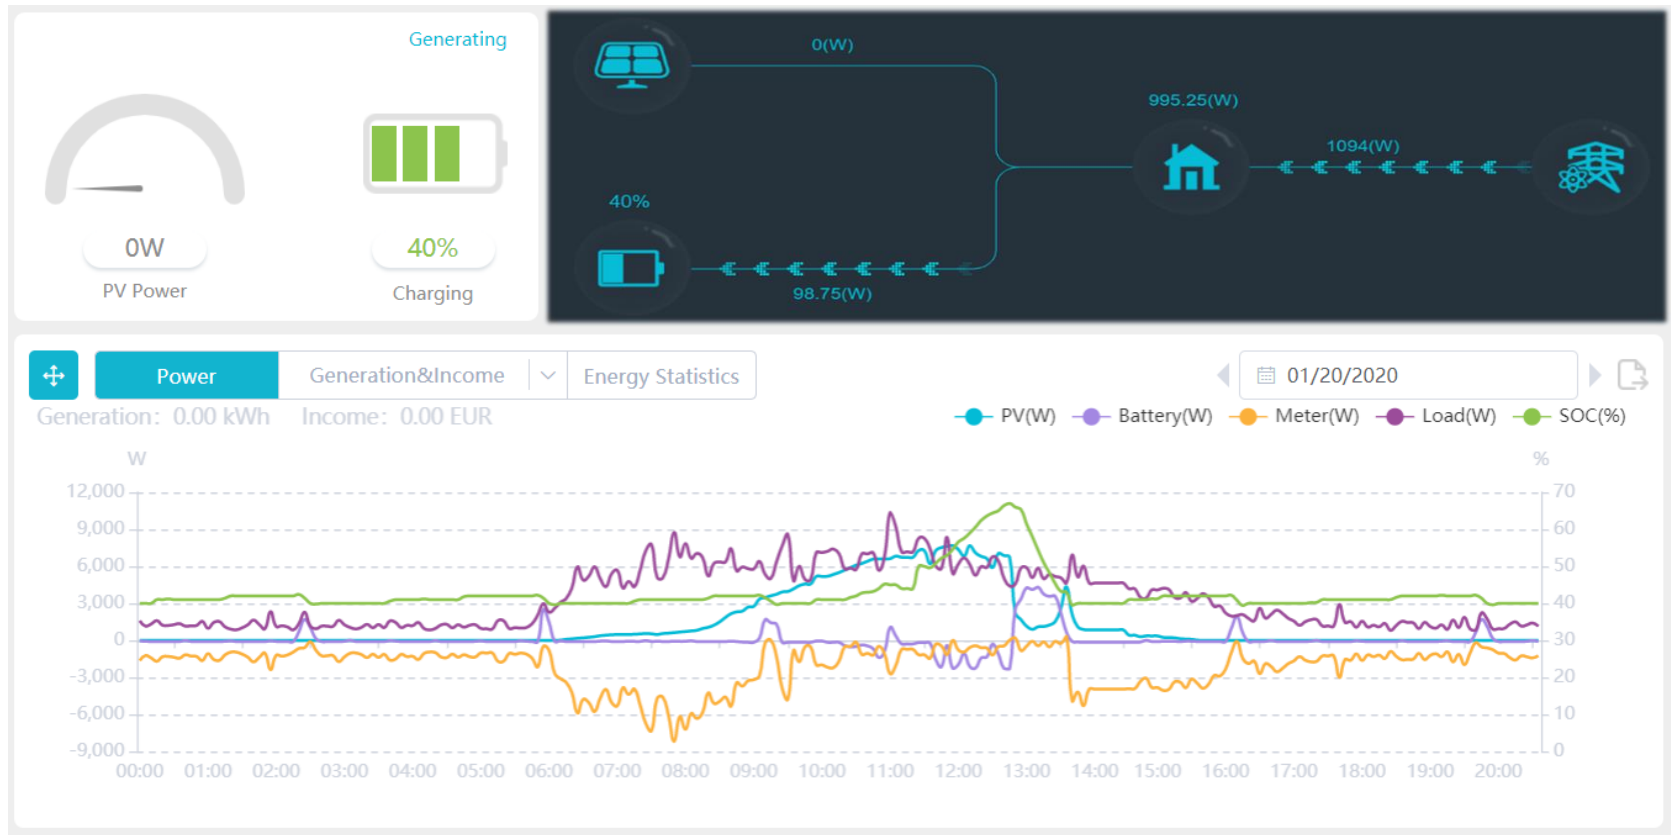 Generating
0W
PV Power
40%
Charging
0(W)
995.25(W)
1094(W)
40%
98.75(W)
Power
Generation&Income
Energy Statistics
01/20/2020
Generation: 0.00 kWh Income: 0.00 EUR
PV(W) Battery(W) Meter(W) Load(W) SOC(%)
W %
12,000 70
9,000 60
6,000 50
3,000 40
0 30
-3,000 20
-6,000 10
-9,000 0
00:00 01:00 02:00 03:00 04:00 05:00 06:00 07:00 08:00 09:00 10:00 11:00 12:00 13:00 14:00 15:00 16:00 17:00 18:00 19:00 20:00